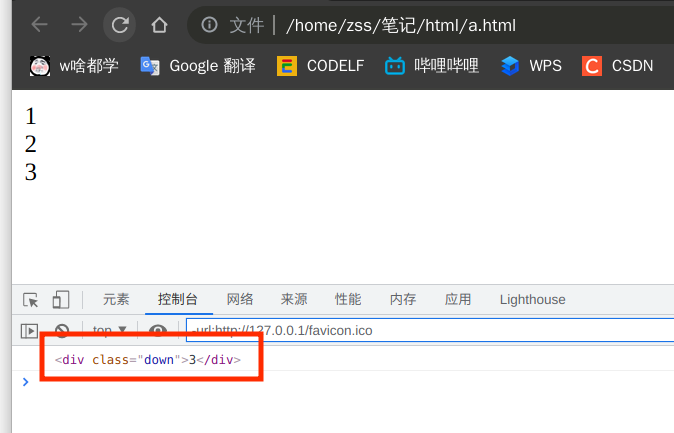 文件 /home/zss/笔记/html/a.html
w啥都学 Google 翻译 CODELF 哔哩哔哩 WPS CSDN
1
2
3
元素 控制台 网络 来源 性能 内存 应用 Lighthouse
top -url:http://127.0.0.1/favicon.ico
<div class="down">3</div>